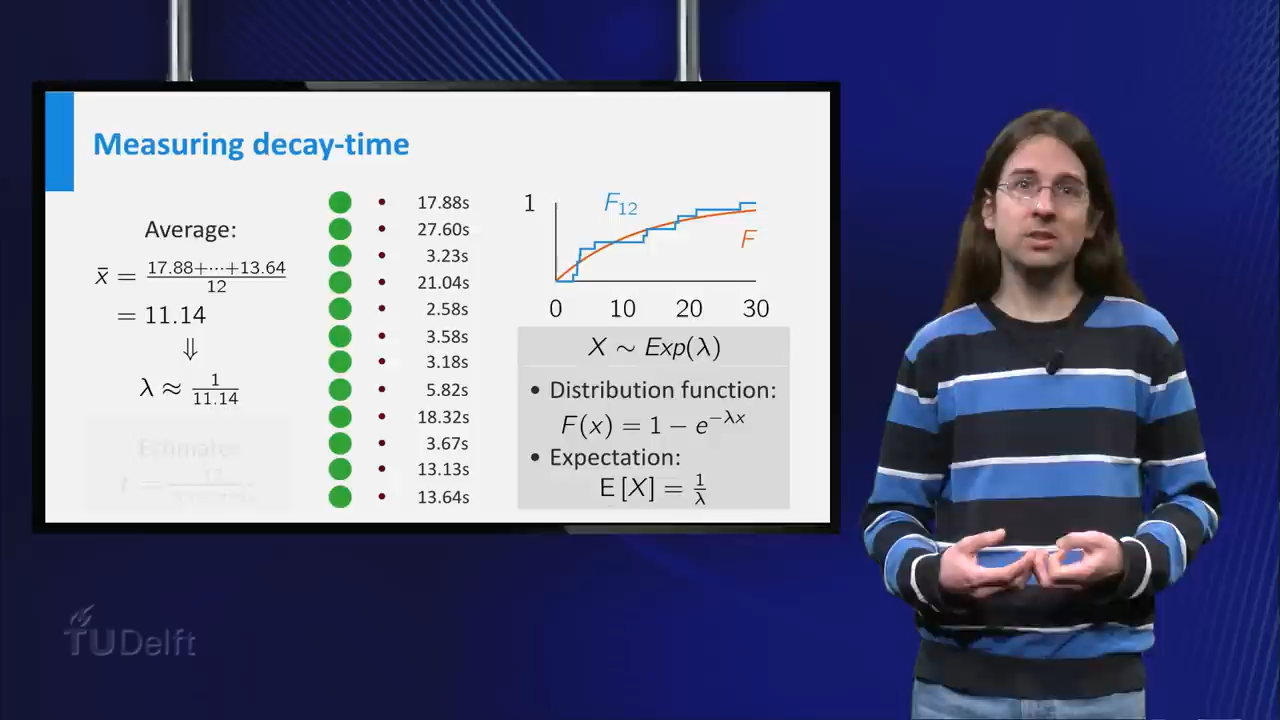 Measuring decay-time
Average:
x̄ = (17.88+⋯+13.64)/12
= 11.14
⇓
λ ≈ 1/11.14
17.88s
27.60s
3.23s
21.04s
2.58s
3.58s
3.18s
5.82s
18.32s
3.67s
13.13s
13.64s
1
F₁₂
F
0 10 20 30
X ∼ Exp(λ)
• Distribution function:
F(x) = 1 − e^{−λx}
• Expectation:
E [X] = 1/λ
TUDelft